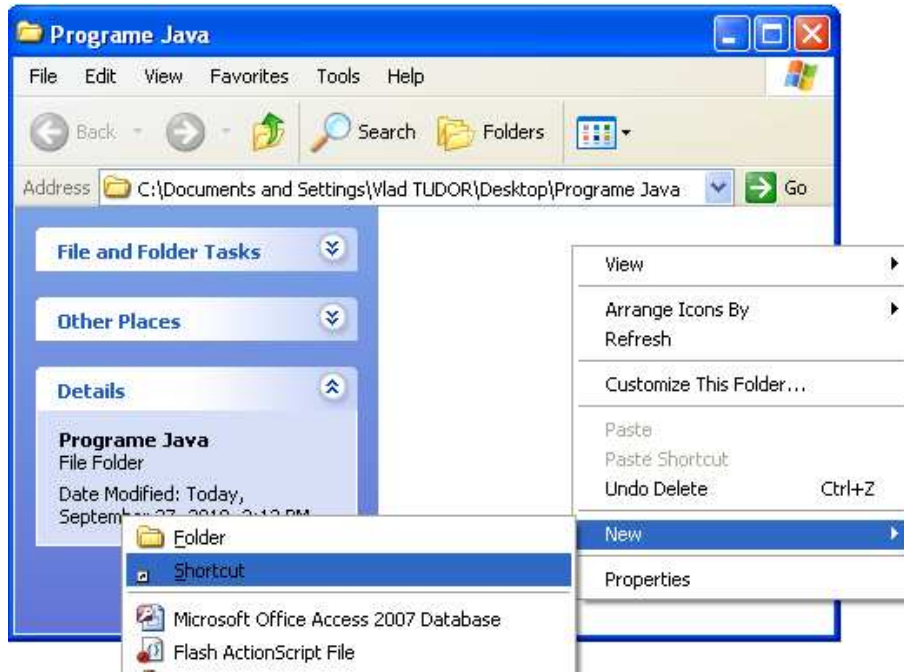 Programe Java
File Edit View Favorites Tools Help
Back Search Folders
Address C:\Documents and Settings\Vlad TUDOR\Desktop\Programe Java Go
File and Folder Tasks
Other Places
Details
Programe Java
File Folder
Date Modified: Today,
View
Arrange Icons By
Refresh
Customize This Folder...
Paste
Paste Shortcut
Undo Delete Ctrl+Z
New
Properties
Folder
Shortcut
Microsoft Office Access 2007 Database
Flash ActionScript File